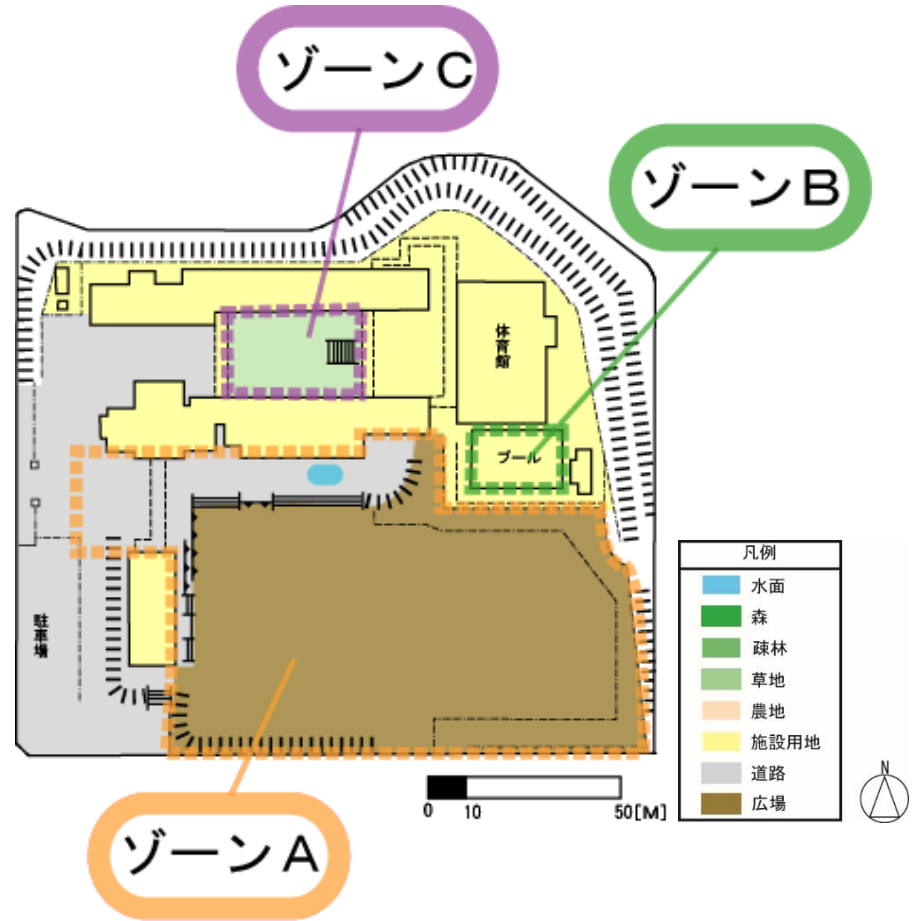 ゾーンC
ゾーンB
体育館
プール
駐車場
凡例
水面
森
疎林
草地
農地
施設用地
道路
広場
N
0 10 50[M]
ゾーンA